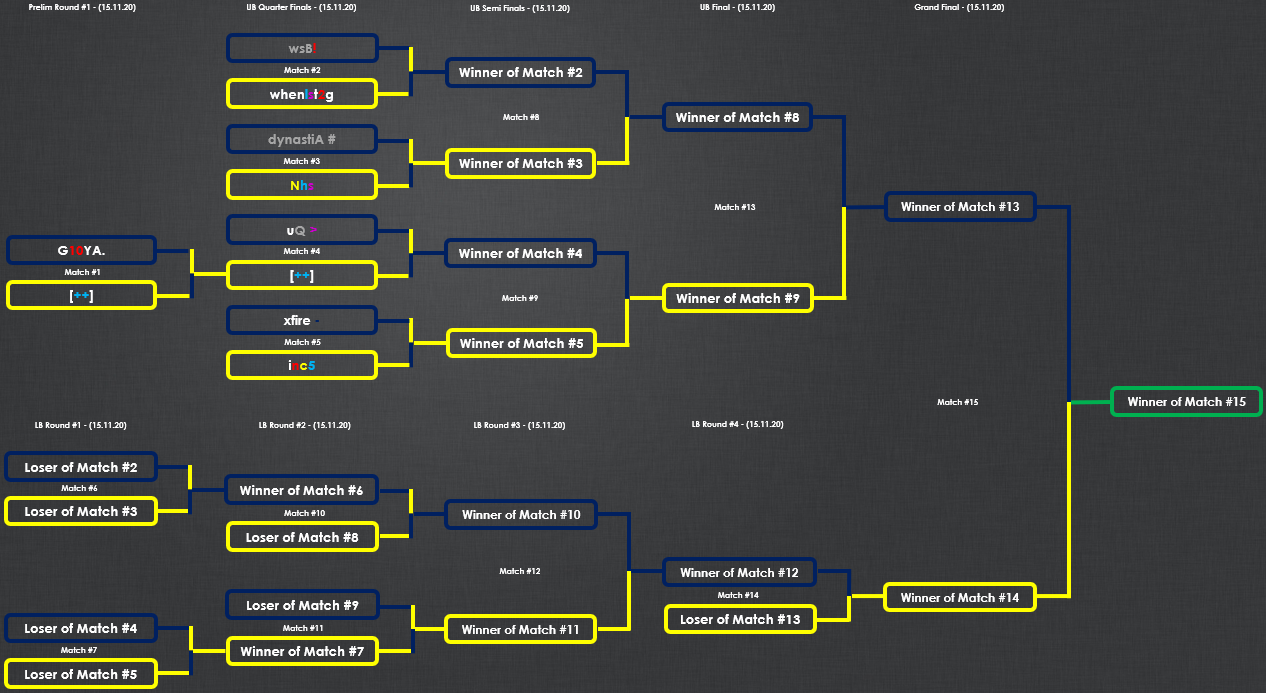 Prelim Round #1 - (15.11.20)
G10YA.
Match #1
[++]
UB Quarter Finals - (15.11.20)
wsB!
Match #2
dynastiA #
Match #3
uQ >
Match #4
[++]
xfire -
Match #5
UB Semi Finals - (15.11.20)
Winner of Match #2
Match #8
Winner of Match #3
Winner of Match #4
Match #9
Winner of Match #5
UB Final - (15.11.20)
Winner of Match #8
Match #13
Winner of Match #9
Grand Final - (15.11.20)
Winner of Match #13
Match #15
Winner of Match #15
LB Round #1 - (15.11.20)
Loser of Match #2
Match #6
Loser of Match #3
Loser of Match #4
Match #7
Loser of Match #5
LB Round #2 - (15.11.20)
Winner of Match #6
Match #10
Loser of Match #8
Loser of Match #9
Match #11
Winner of Match #7
LB Round #3 - (15.11.20)
Winner of Match #10
Match #12
Winner of Match #11
LB Round #4 - (15.11.20)
Winner of Match #12
Match #14
Loser of Match #13
Winner of Match #14